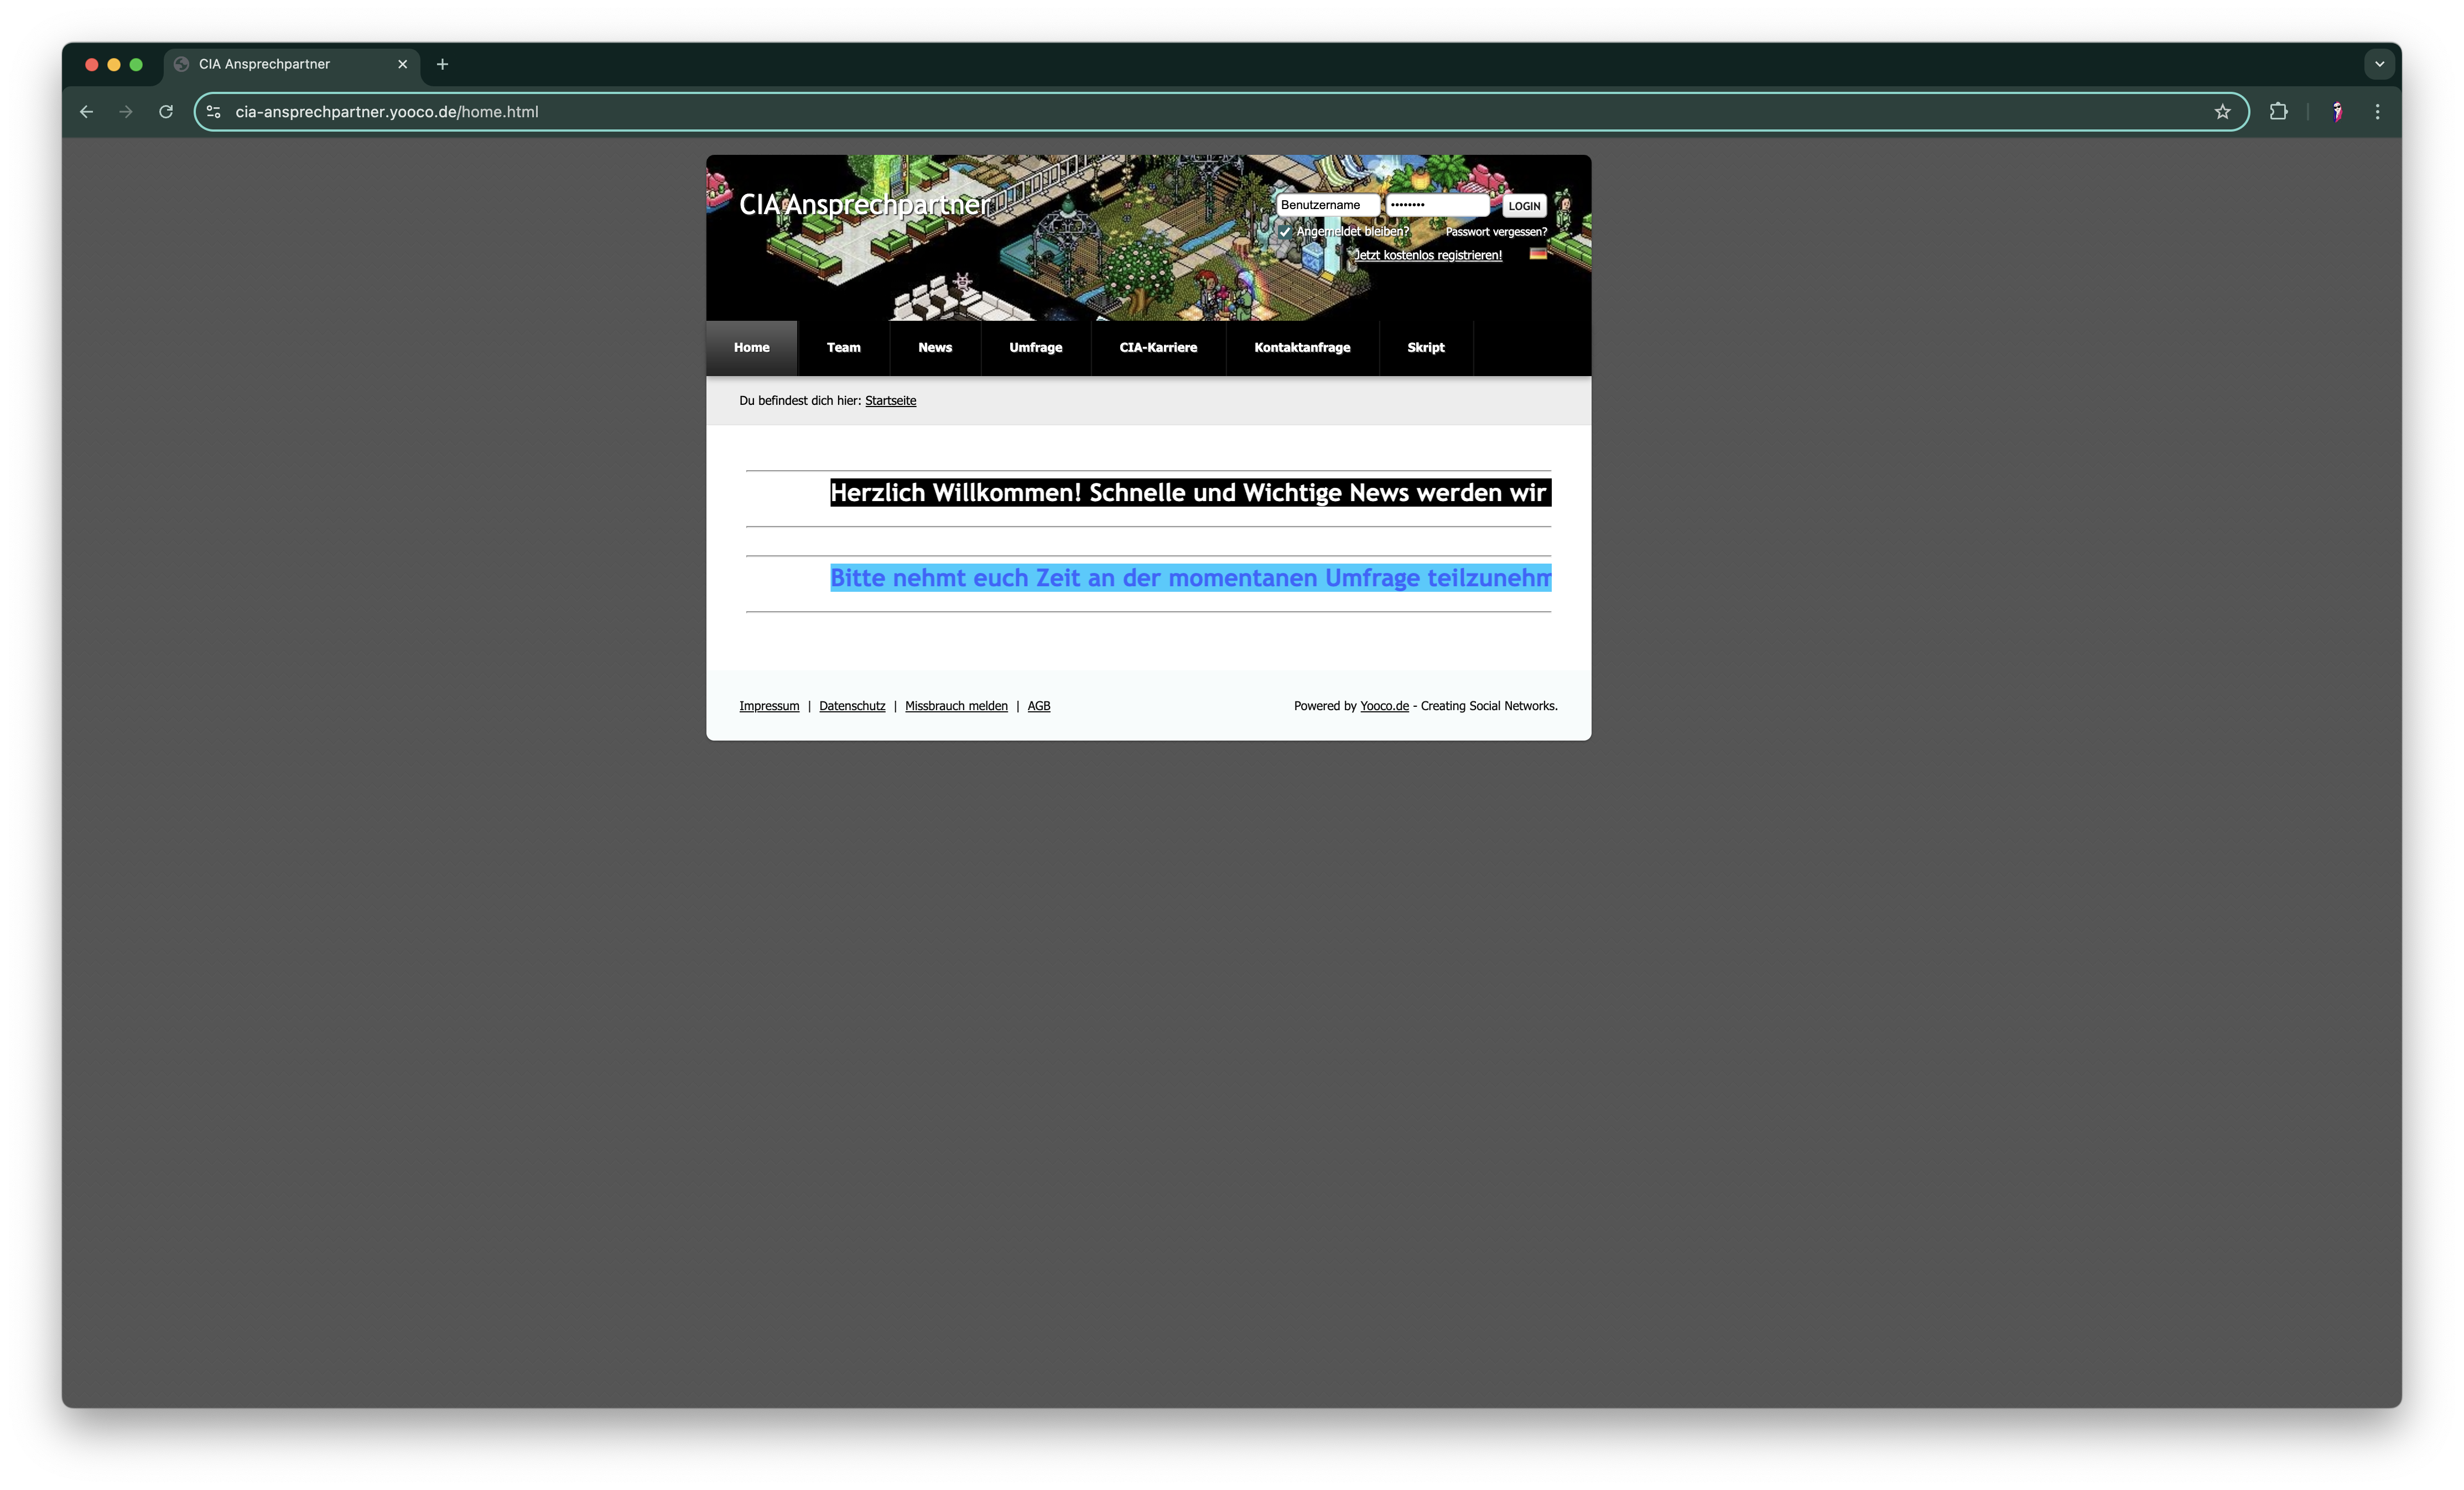 CIA Ansprechpartner
cia-ansprechpartner.yooco.de/home.html
CIA Ansprechpartner
Benutzername
LOGIN
Angemeldet bleiben?
Passwort vergessen?
Jetzt kostenlos registrieren!
Home Team News Umfrage CIA-Karriere Kontaktanfrage Skript
Du befindest dich hier: Startseite
Herzlich Willkommen! Schnelle und Wichtige News werden wir
Bitte nehmt euch Zeit an der momentanen Umfrage teilzunehm
Impressum | Datenschutz | Missbrauch melden | AGB
Powered by Yooco.de - Creating Social Networks.